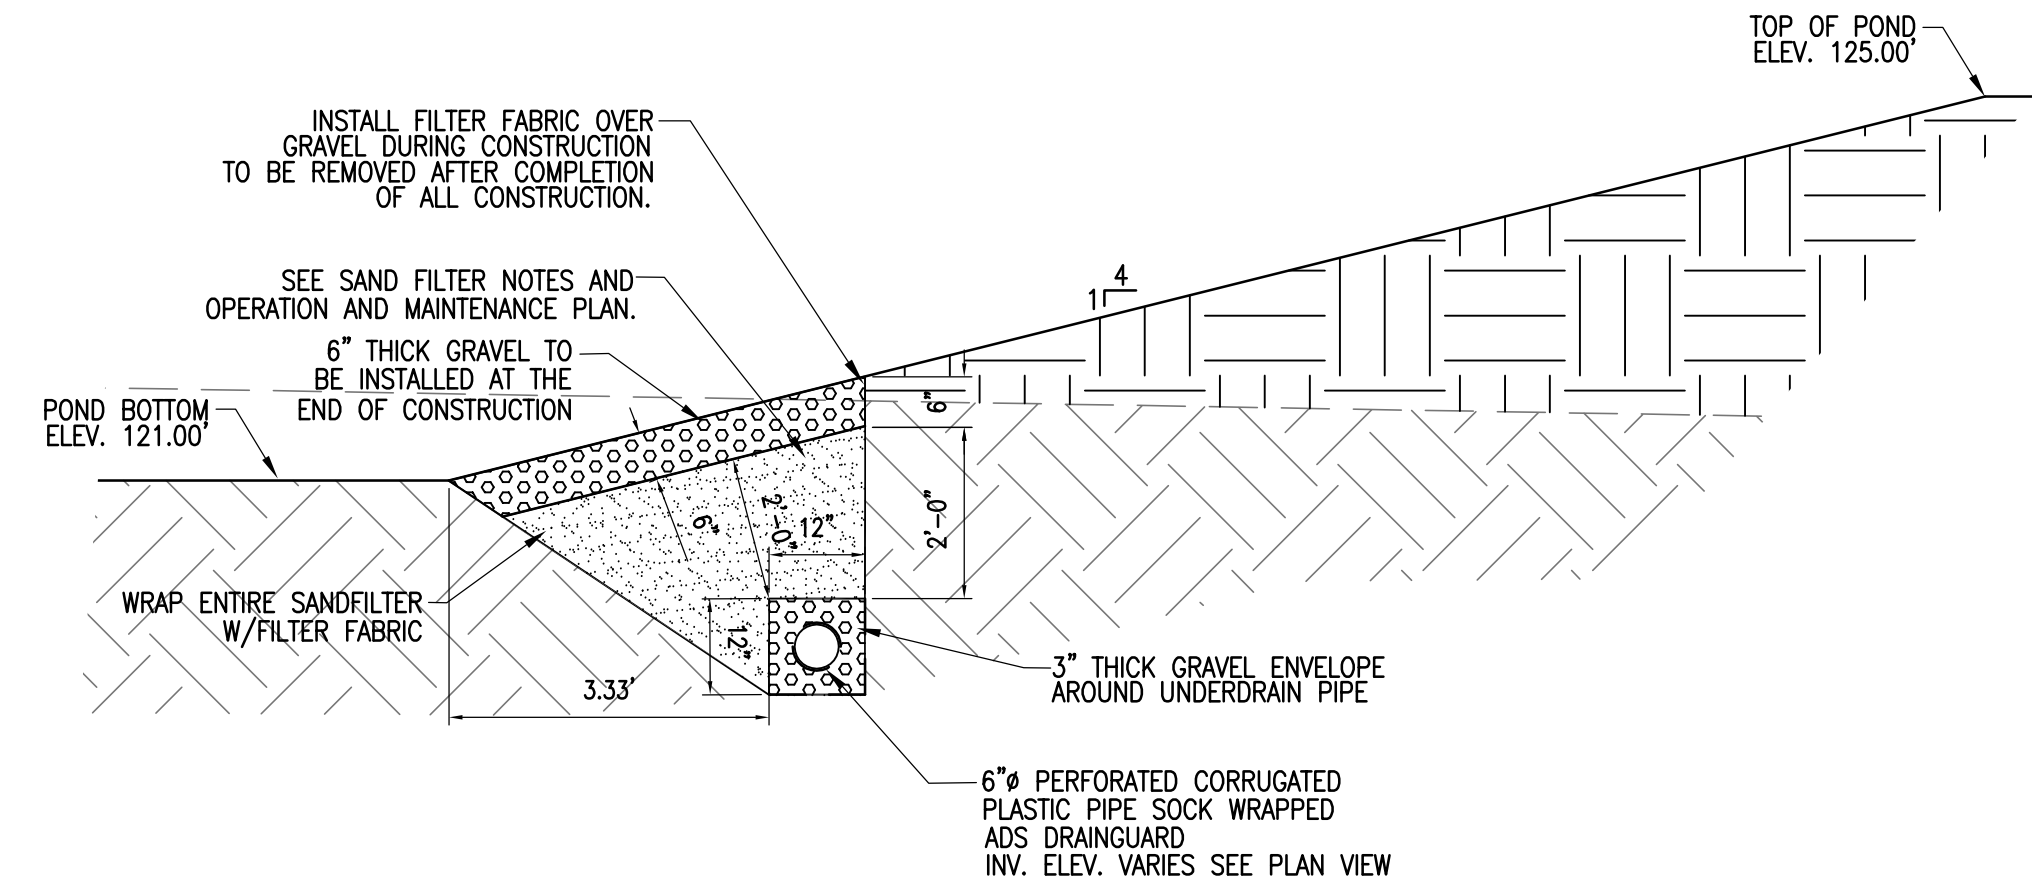 TOP OF POND
ELEV. 125.00'
INSTALL FILTER FABRIC OVER
GRAVEL DURING CONSTRUCTION
TO BE REMOVED AFTER COMPLETION
OF ALL CONSTRUCTION.
SEE SAND FILTER NOTES AND
OPERATION AND MAINTENANCE PLAN.
4
1
6" THICK GRAVEL TO
BE INSTALLED AT THE
END OF CONSTRUCTION
POND BOTTOM
ELEV. 121.00'
6"
2'-0"
6"
2'-0"
12"
WRAP ENTIRE SANDFILTER
W/FILTER FABRIC
12"
3.33'
3" THICK GRAVEL ENVELOPE
AROUND UNDERDRAIN PIPE
6"ø PERFORATED CORRUGATED
PLASTIC PIPE SOCK WRAPPED
ADS DRAINGUARD
INV. ELEV. VARIES SEE PLAN VIEW